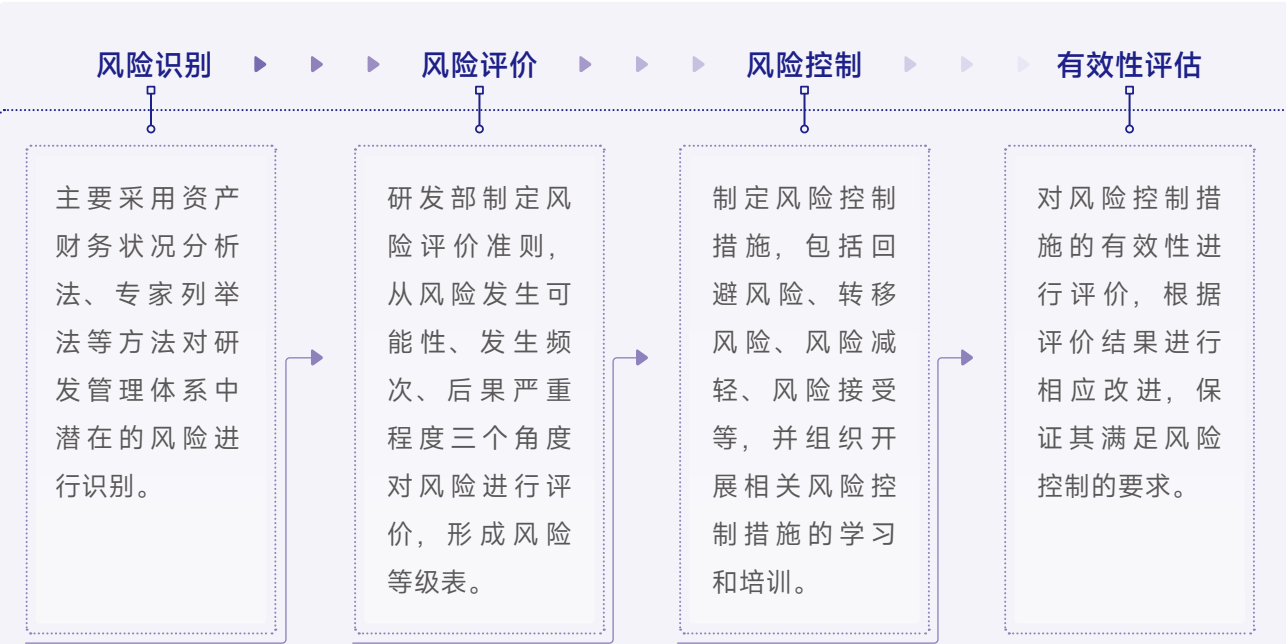 风险识别
风险评价
风险控制
有效性评估
主要采用资产
财务状况分析
法、专家列举
法等方法对研
发管理体系中
潜在的风险进
行识别。
研发部制定风
险评价准则，
从风险发生可
能性、发生频
次、后果严重
程度三个角度
对风险进行评
价，形成风险
等级表。
制定风险控制
措施，包括回
避风险、转移
风险、风险减
轻、风险接受
等，并组织开
展相关风险控
制措施的学习
和培训。
对风险控制措
施的有效性进
行评价，根据
评价结果进行
相应改进，保
证其满足风险
控制的要求。